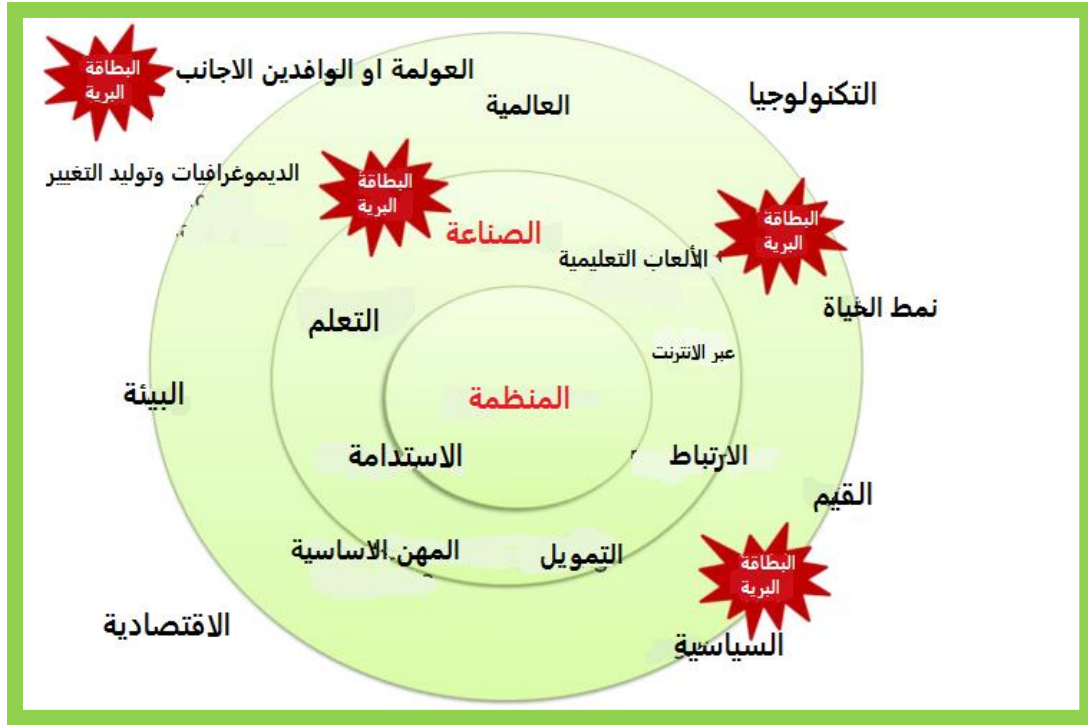 البطاقة
البرية
العولمة او الوافدين الاجانب
العالمية
التكنولوجيا
الديموغرافيات وتوليد التغيير
البطاقة
البرية
الصناعة
البطاقة
البرية
الألعاب التعليمية
نمط الحياة
التعلم
عبر الانترنت
البيئة
المنظمة
الاستدامة
الارتباط
القيم
المهن الاساسية
التمويل
البطاقة
البرية
الاقتصادية
السياسية